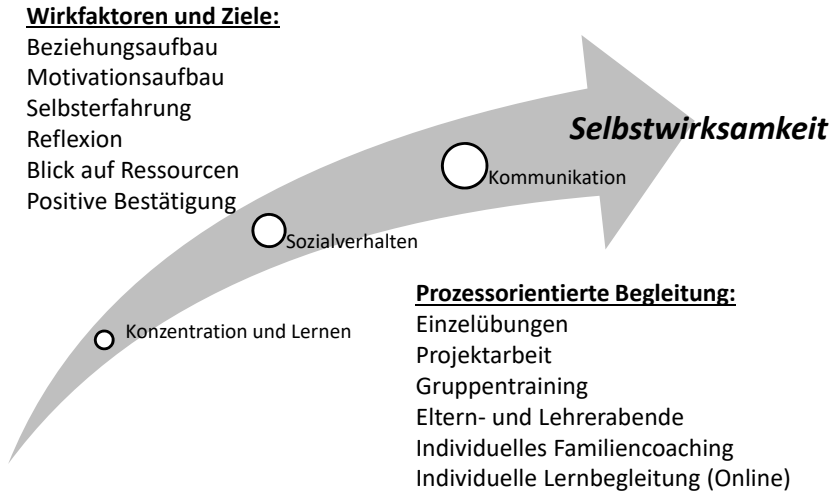 Wirkfaktoren und Ziele:
Beziehungsaufbau
Motivationsaufbau
Selbsterfahrung
Reflexion
Blick auf Ressourcen
Positive Bestätigung
Selbstwirksamkeit
Kommunikation
Sozialverhalten
Konzentration und Lernen
Prozessorientierte Begleitung:
Einzelübungen
Projektarbeit
Gruppentraining
Eltern- und Lehrerabende
Individuelles Familiencoaching
Individuelle Lernbegleitung (Online)